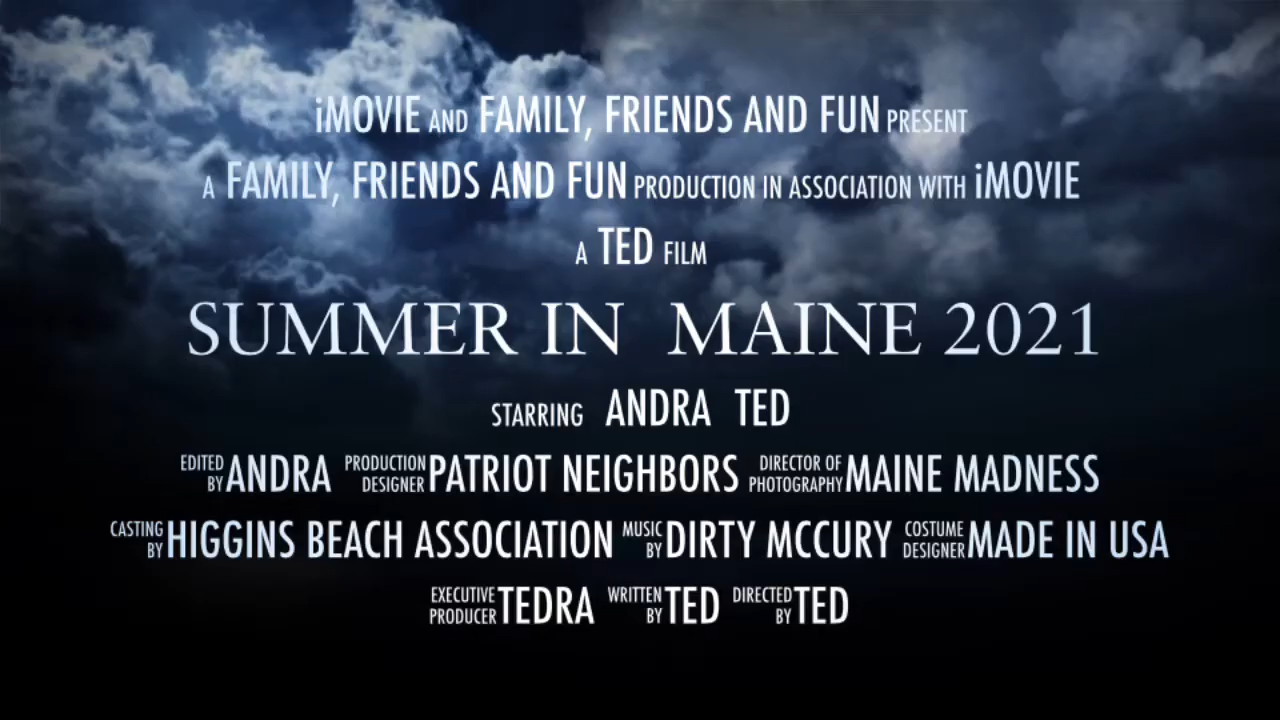 iMOVIE AND FAMILY, FRIENDS AND FUN PRESENT
A FAMILY, FRIENDS AND FUN PRODUCTION IN ASSOCIATION WITH iMOVIE
A TED FILM
SUMMER IN MAINE 2021
STARRING ANDRA TED
EDITED BY ANDRA PRODUCTION DESIGNER PATRIOT NEIGHBORS DIRECTOR OF PHOTOGRAPHY MAINE MADNESS
CASTING BY HIGGINS BEACH ASSOCIATION MUSIC BY DIRTY MCCURY COSTUME DESIGNER MADE IN USA
EXECUTIVE PRODUCER TEDRA WRITTEN BY TED DIRECTED BY TED